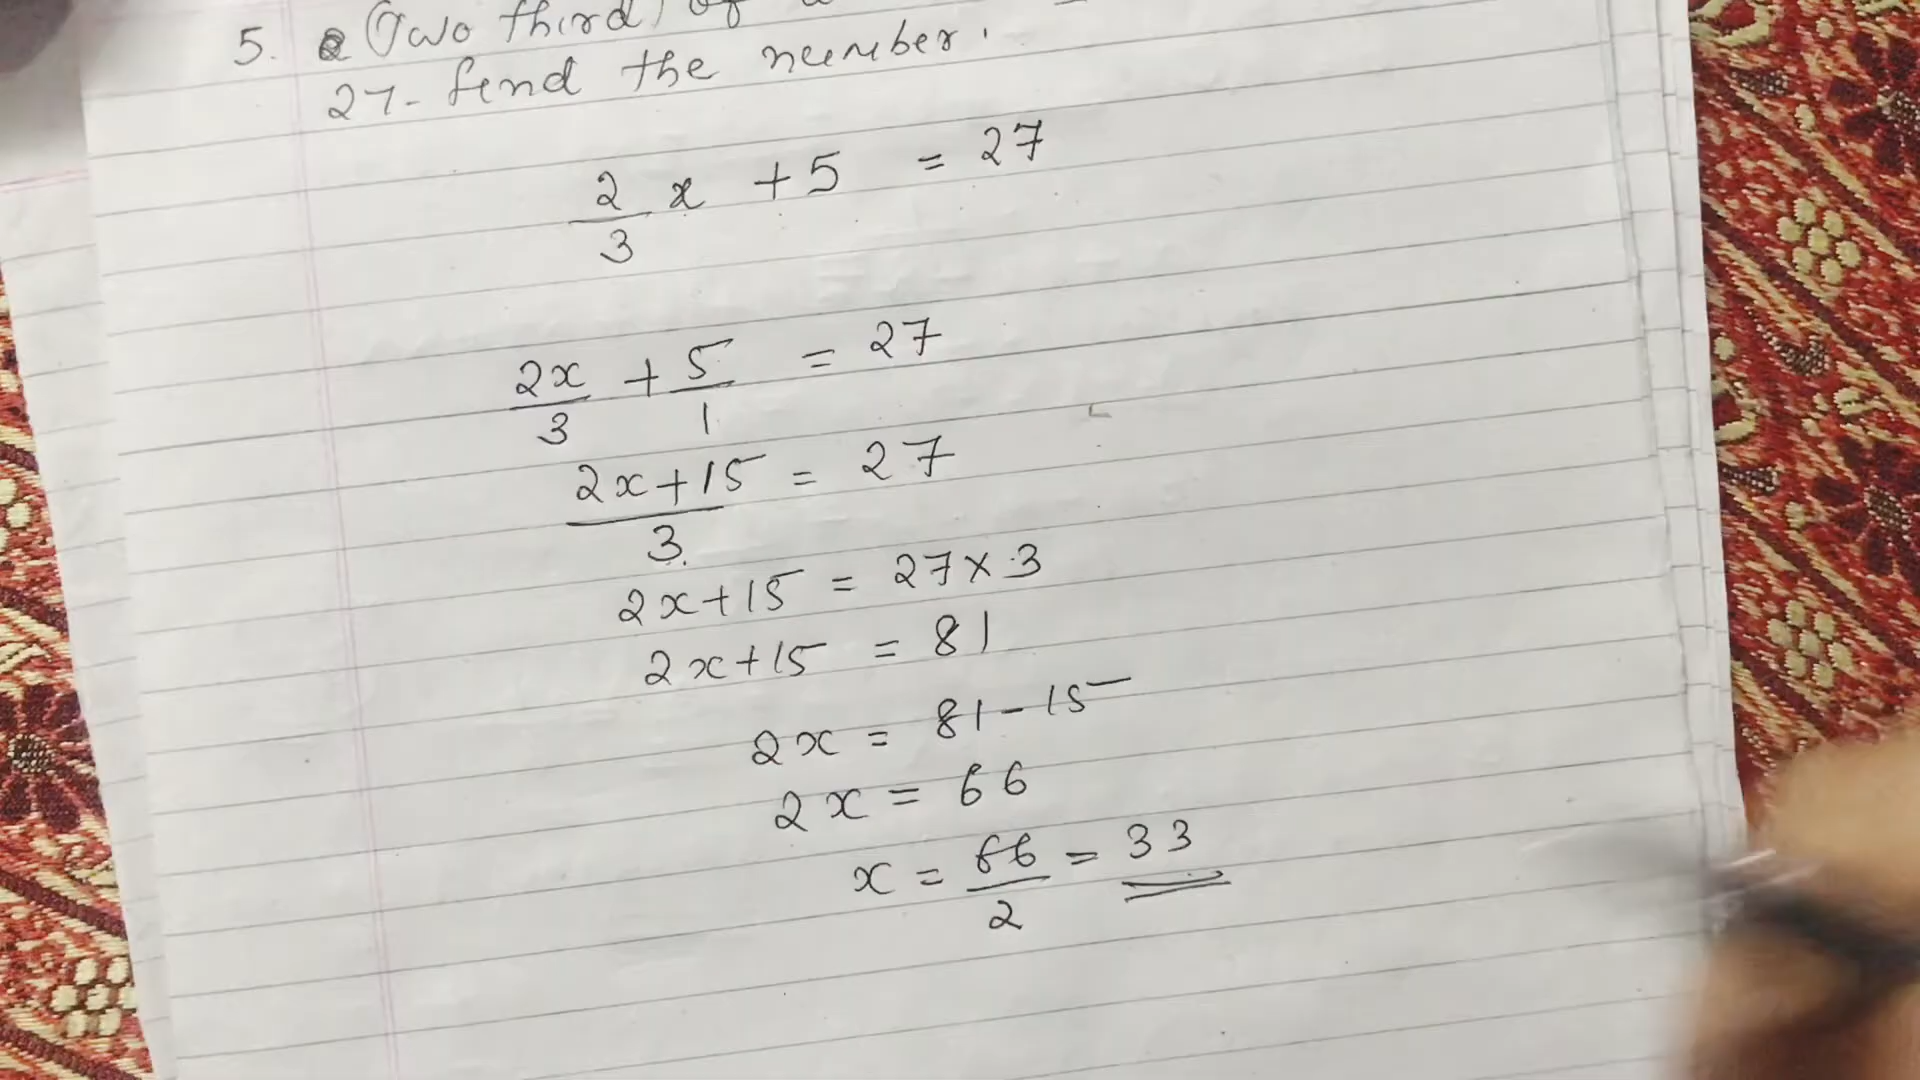 5. (Two third) of
27- find the number.
2/3 x + 5 = 27
2x/3 + 5/1 = 27
2x+15/3 = 27
2x+15 = 27×3
2x+15 = 81
2x = 81-15
2x = 66
x = 66/2 = 33